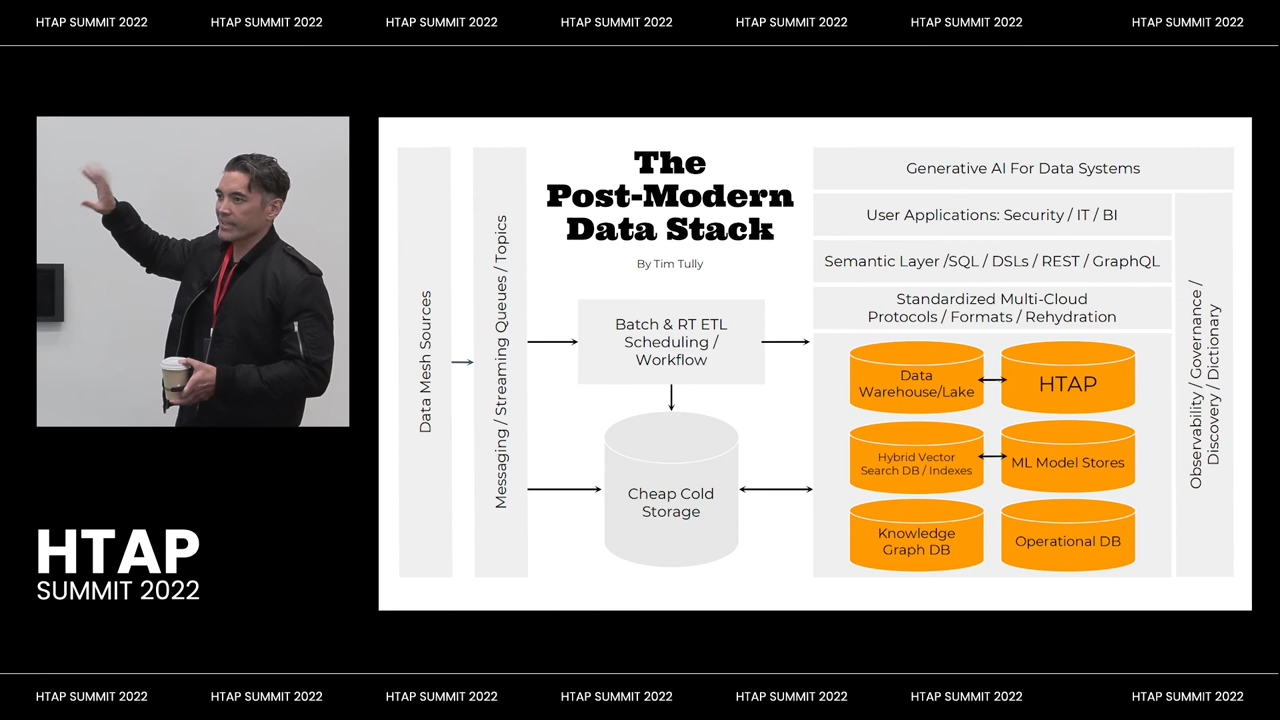 HTAP SUMMIT 2022 HTAP SUMMIT 2022 HTAP SUMMIT 2022 HTAP SUMMIT 2022 HTAP SUMMIT 2022 HTAP SUMMIT 2022 HTAP SUMMIT 2022
The
Post-Modern
Data Stack
By Tim Tully
Data Mesh Sources
Messaging / Streaming Queues / Topics
Batch & RT ETL
Scheduling /
Workflow
Cheap Cold
Storage
Generative AI For Data Systems
User Applications: Security / IT / BI
Semantic Layer /SQL / DSLs / REST / GraphQL
Standardized Multi-Cloud
Protocols / Formats / Rehydration
Data
Warehouse/Lake
HTAP
Hybrid Vector
Search DB / Indexes
ML Model Stores
Knowledge
Graph DB
Operational DB
Observability / Governance /
Discovery / Dictionary
HTAP
SUMMIT 2022
HTAP SUMMIT 2022 HTAP SUMMIT 2022 HTAP SUMMIT 2022 HTAP SUMMIT 2022 HTAP SUMMIT 2022 HTAP SUMMIT 2022 HTAP SUMMIT 2022